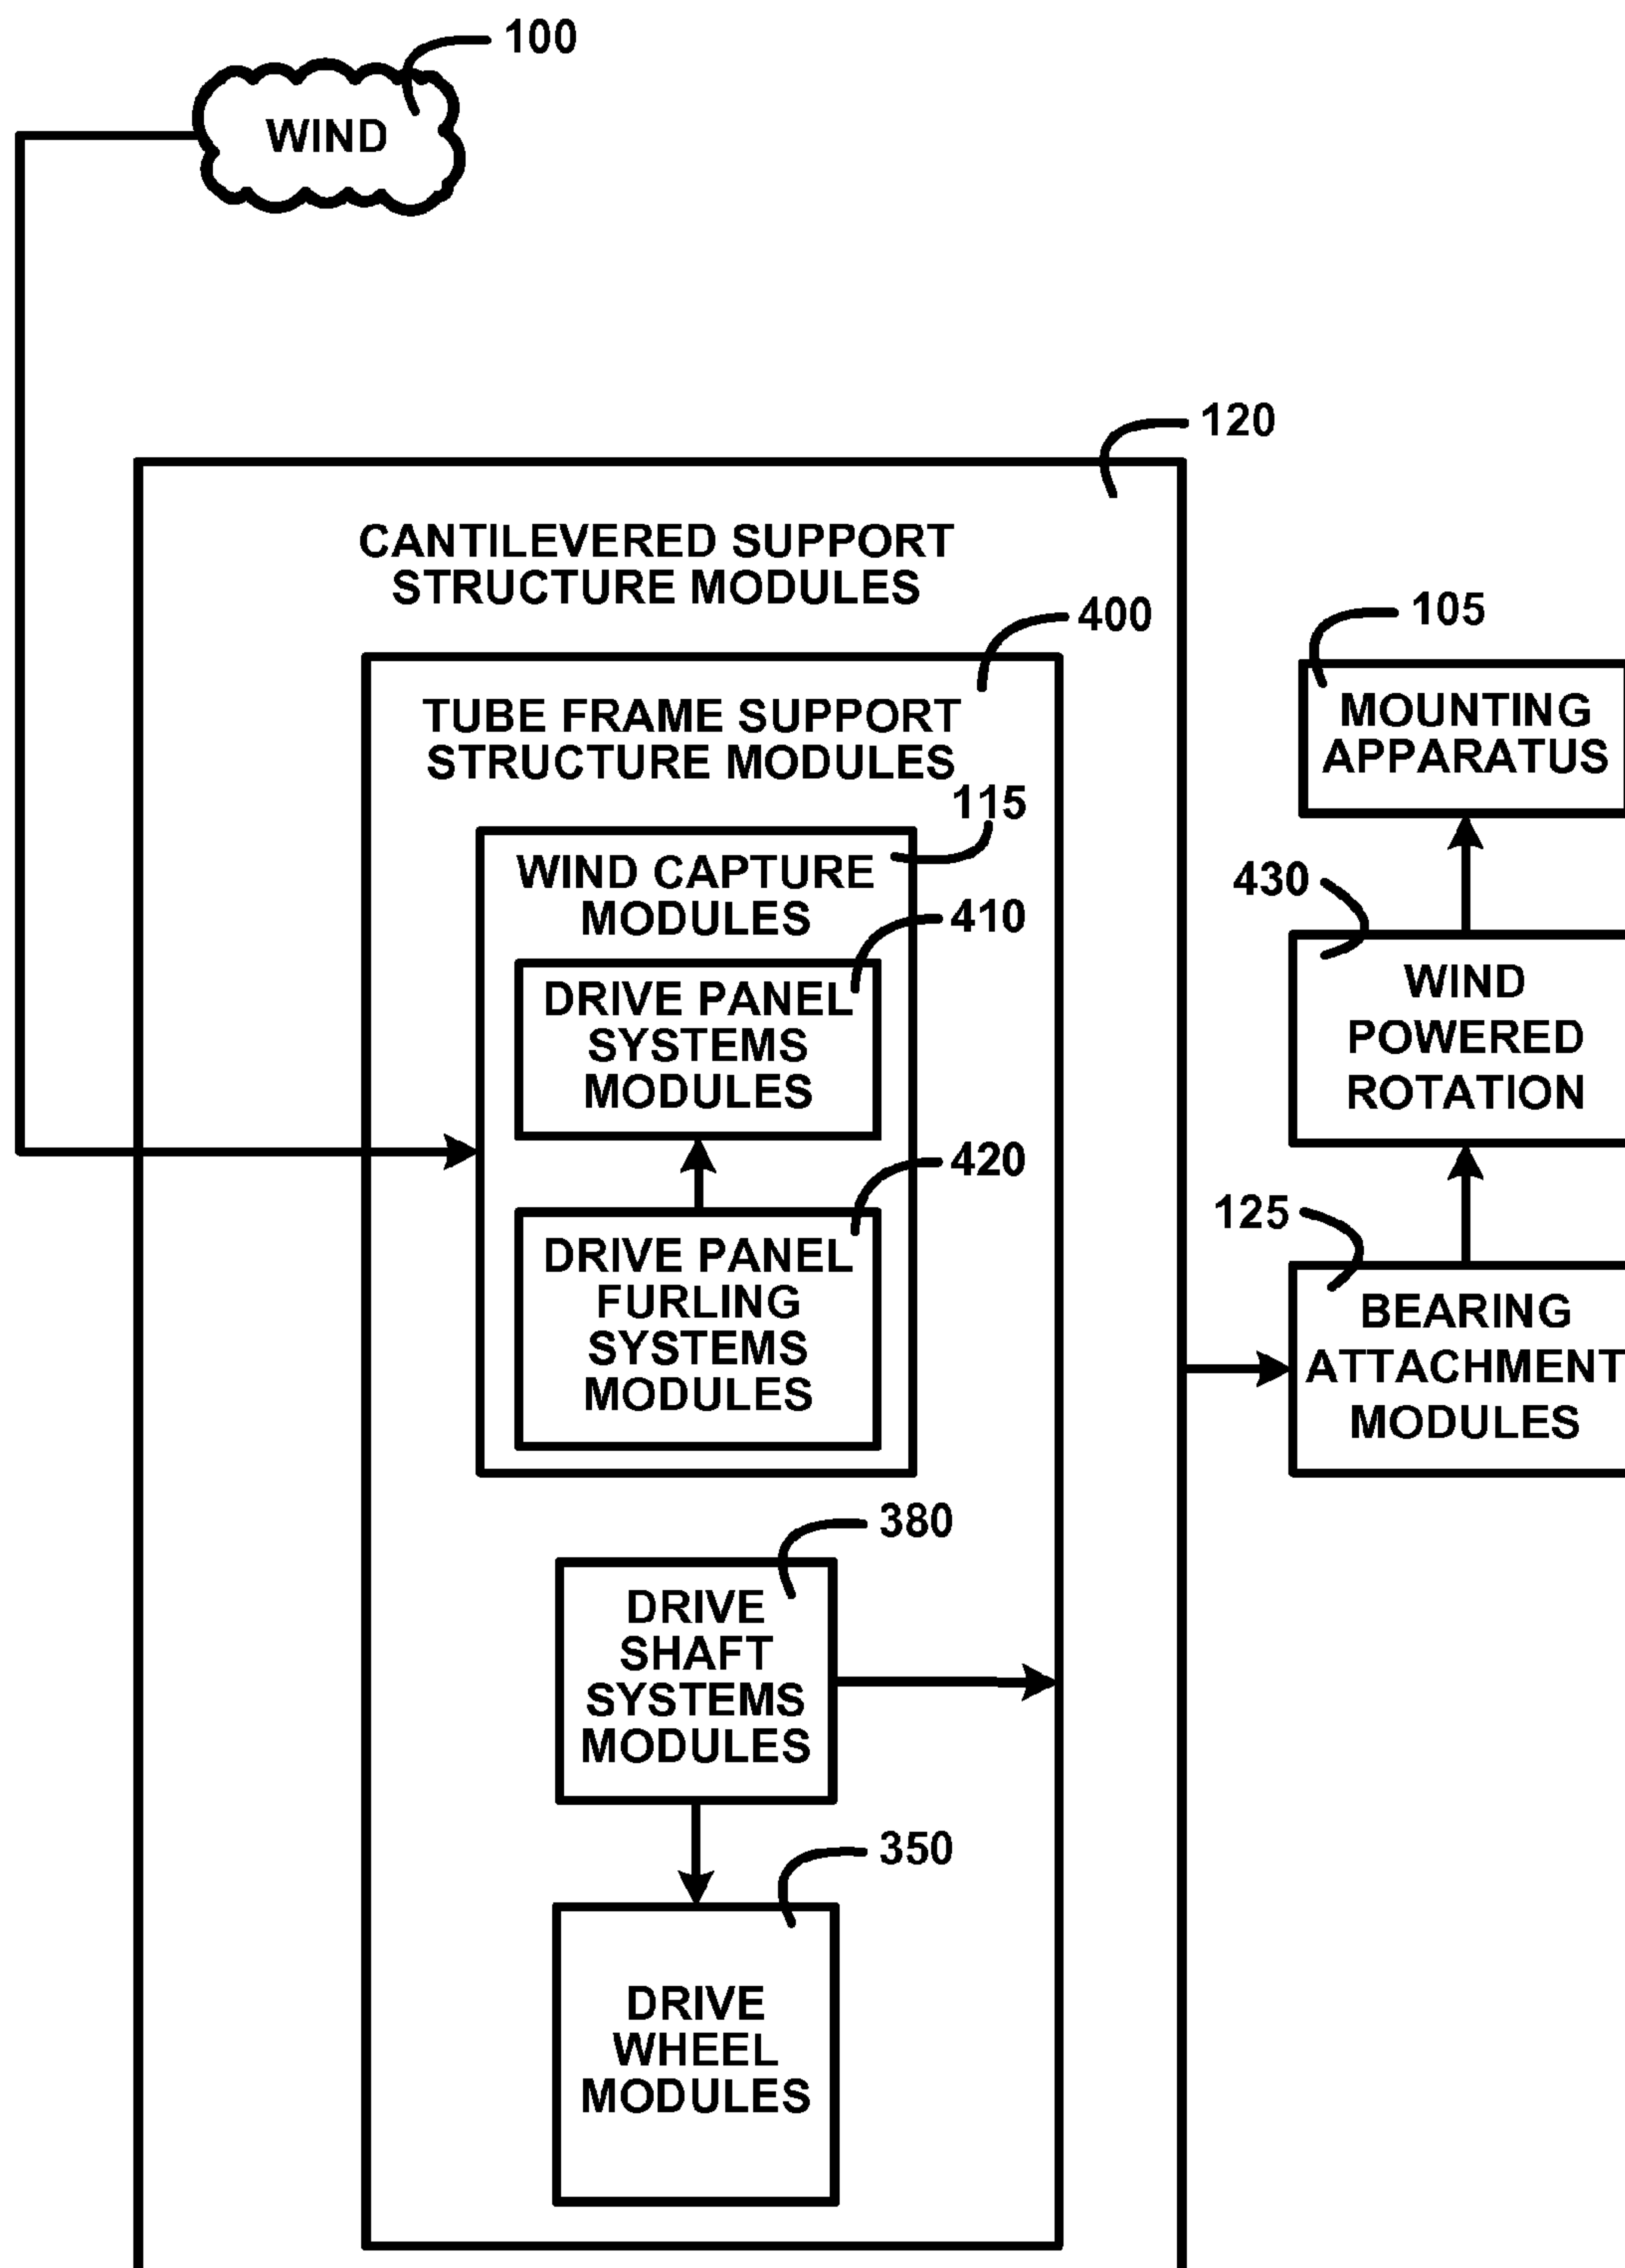 100
WIND
120
CANTILEVERED SUPPORT
STRUCTURE MODULES
400
TUBE FRAME SUPPORT
STRUCTURE MODULES
115
WIND CAPTURE
MODULES
410
DRIVE PANEL
SYSTEMS
MODULES
420
DRIVE PANEL
FURLING
SYSTEMS
MODULES
380
DRIVE
SHAFT
SYSTEMS
MODULES
350
DRIVE
WHEEL
MODULES
105
MOUNTING
APPARATUS
430
WIND
POWERED
ROTATION
125
BEARING
ATTACHMENT
MODULES